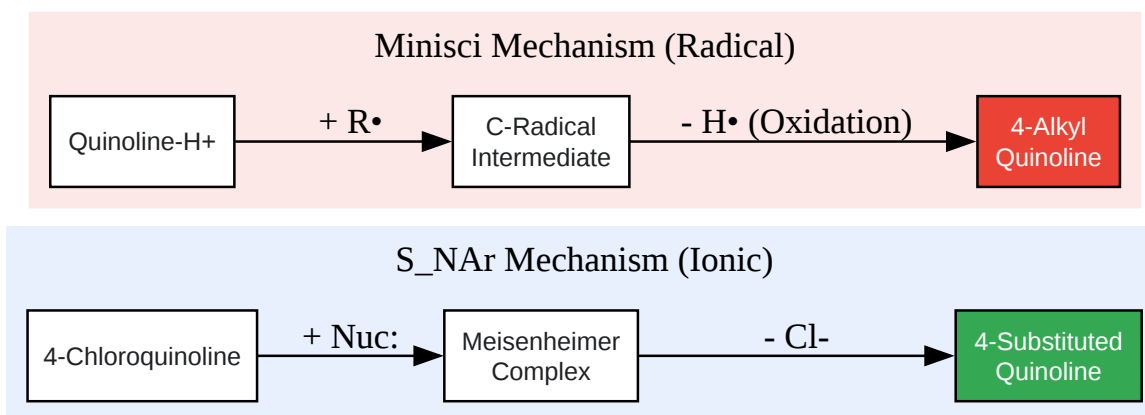 Minisci Mechanism (Radical)
Quinoline-H+
+ R•
C-Radical
Intermediate
- H• (Oxidation)
4-Alkyl
Quinoline
S_NAr Mechanism (Ionic)
4-Chloroquinoline
+ Nuc:
Meisenheimer
Complex
- Cl-
4-Substituted
Quinoline